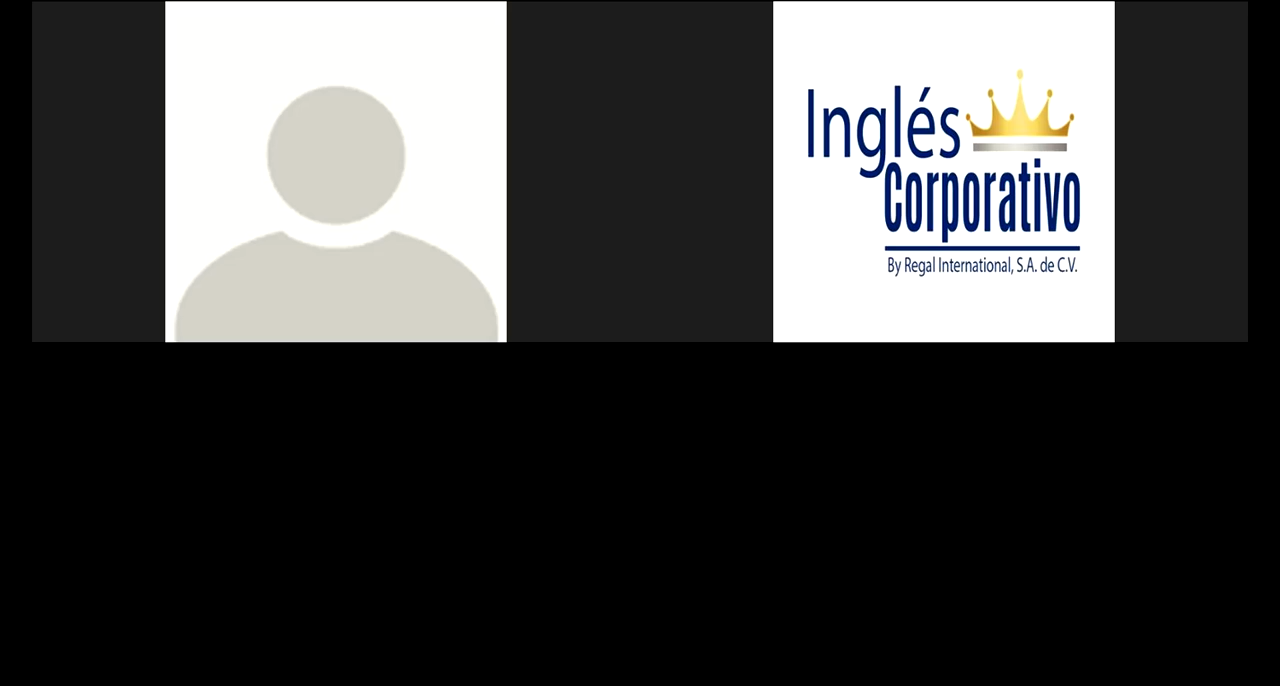 Inglés
Corporativo
By Regal International, S.A. de C.V.